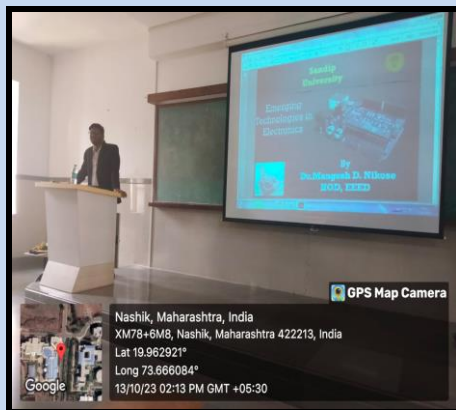 Sandip
University
Emerging
Technologies in
Electronics
By
Dr.Mangesh D. Nikose
HOD, EEED
GPS Map Camera
Nashik, Maharashtra, India
XM78+6M8, Nashik, Maharashtra 422213, India
Lat 19.962921°
Long 73.666084°
13/10/23 02:13 PM GMT +05:30
Google